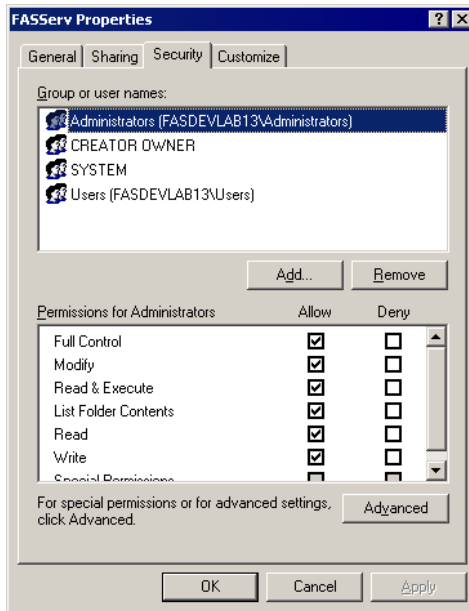 FASServ Properties
General Sharing Security Customize
Group or user names:
Administrators (FASDEVLAB13\Administrators)
CREATOR OWNER
SYSTEM
Users (FASDEVLAB13\Users)
Add... Remove
Permissions for Administrators Allow Deny
Full Control
Modify
Read & Execute
List Folder Contents
Read
Write
Special Permissions
For special permissions or for advanced settings,
click Advanced.
Advanced
OK Cancel Apply